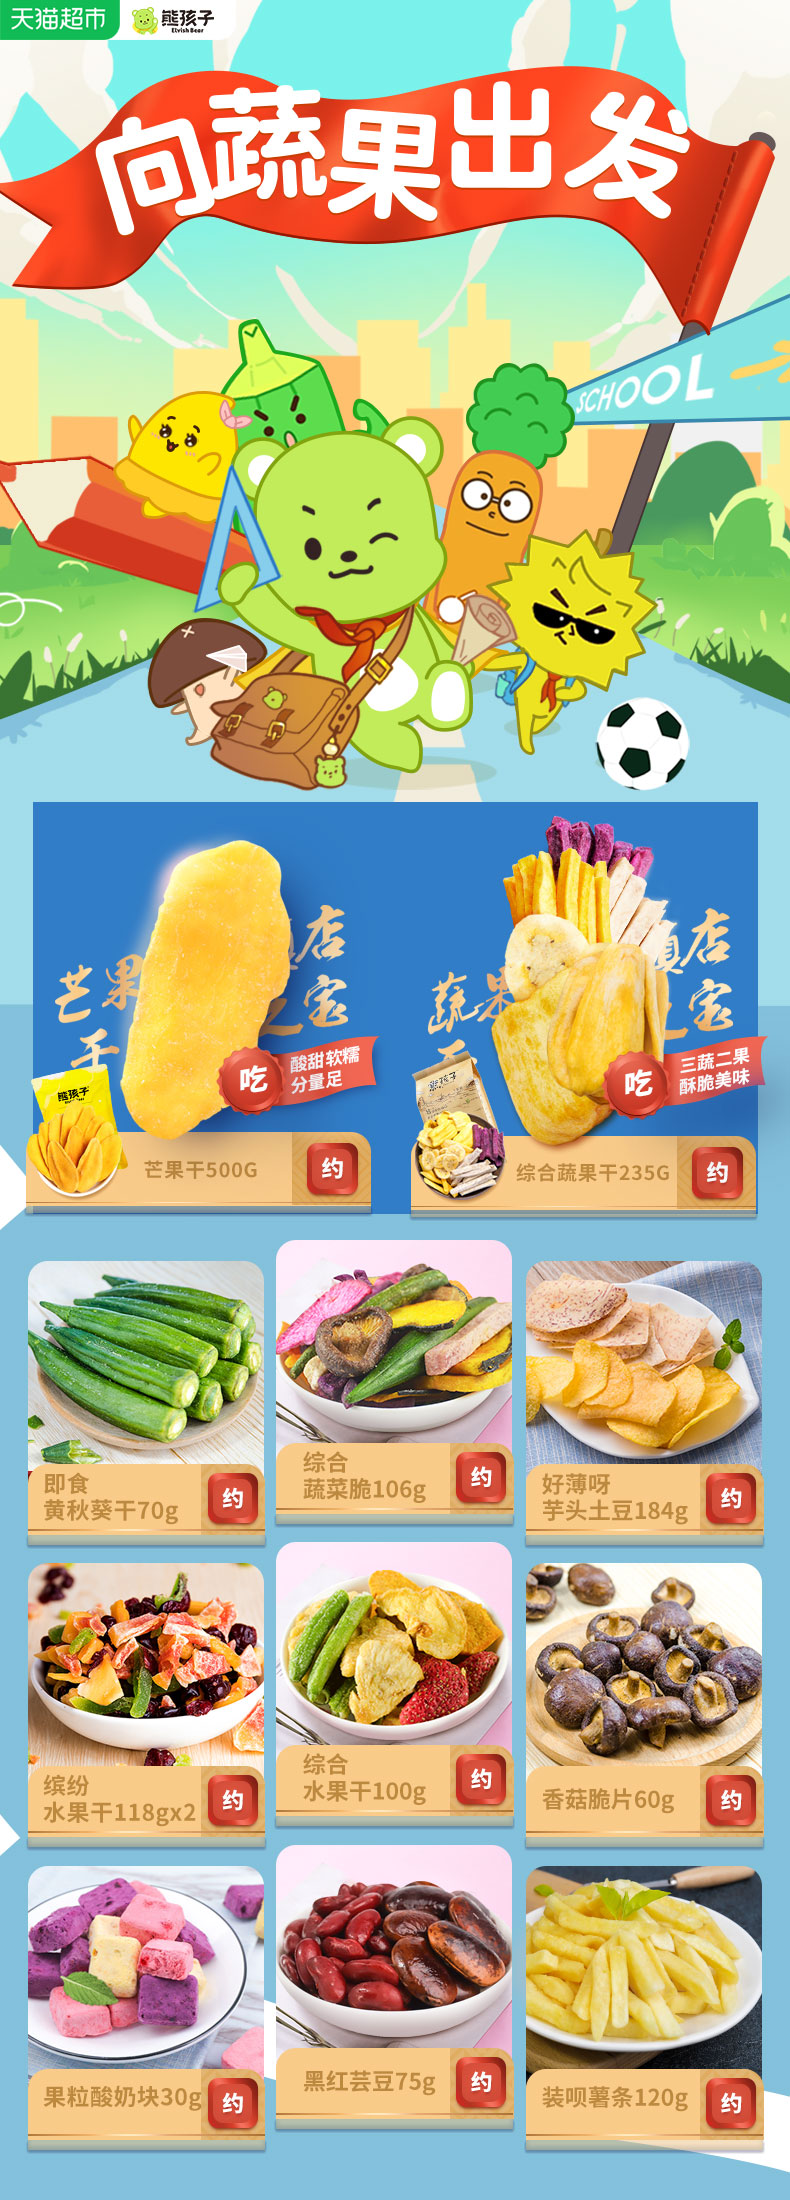 天猫超市
熊孩子
Elvish Bear
向蔬果出发
SCHOOL
芒果干
镇店之宝
蔬果干
镇店之宝
熊孩子
吃
酸甜软糯
分量足
熊孩子
吃
三蔬二果
酥脆美味
芒果干500G
约
综合蔬果干235G
约
即食
黄秋葵干70g
约
综合
蔬菜脆106g
约
好薄呀
芋头土豆184g
约
缤纷
水果干118gx2
约
综合
水果干100g
约
香菇脆片60g
约
果粒酸奶块30g
约
黑红芸豆75g
约
装呗薯条120g
约